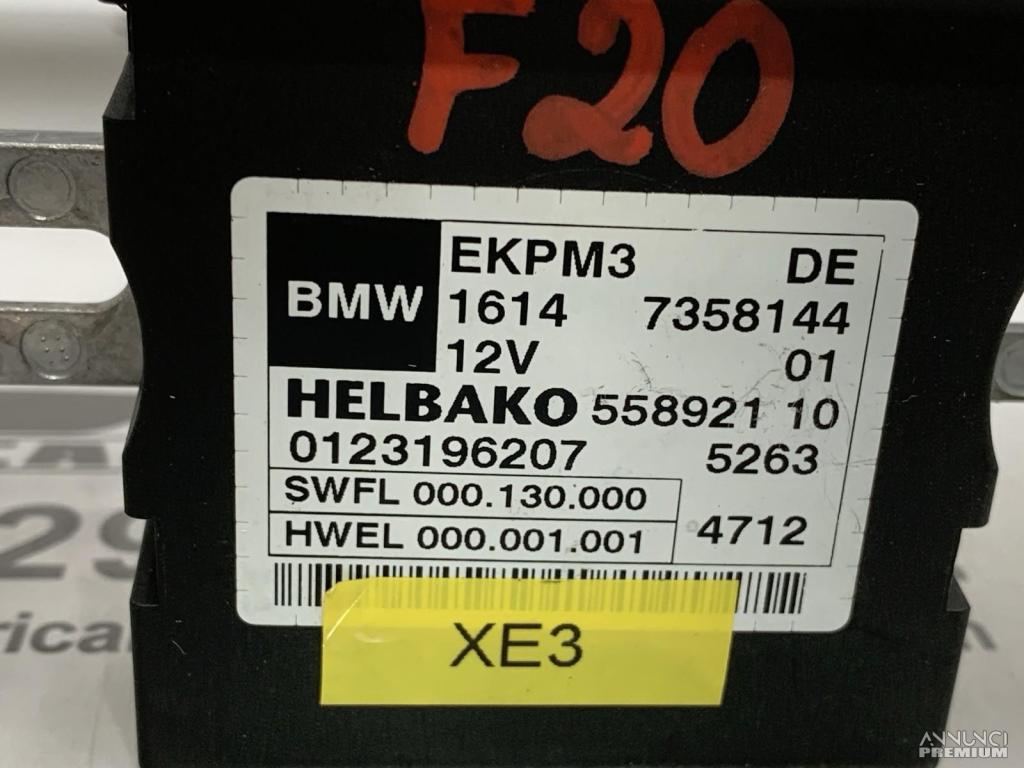 F20
EKPM3 DE
BMW 1614 7358144
12V 01
HELBAKO 558921 10
0123196207 5263
SWFL 000.130.000
4712
HWEL 000.001.001
XE3
ANNUNCI
PREMIUM